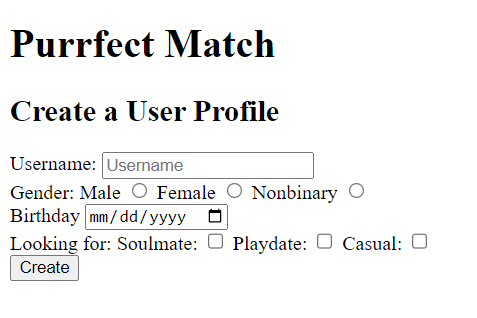 Purrfect Match
Create a User Profile
Username: Username
Gender: Male Female Nonbinary
Birthday mm/dd/yyyy
Looking for: Soulmate: Playdate: Casual:
Create